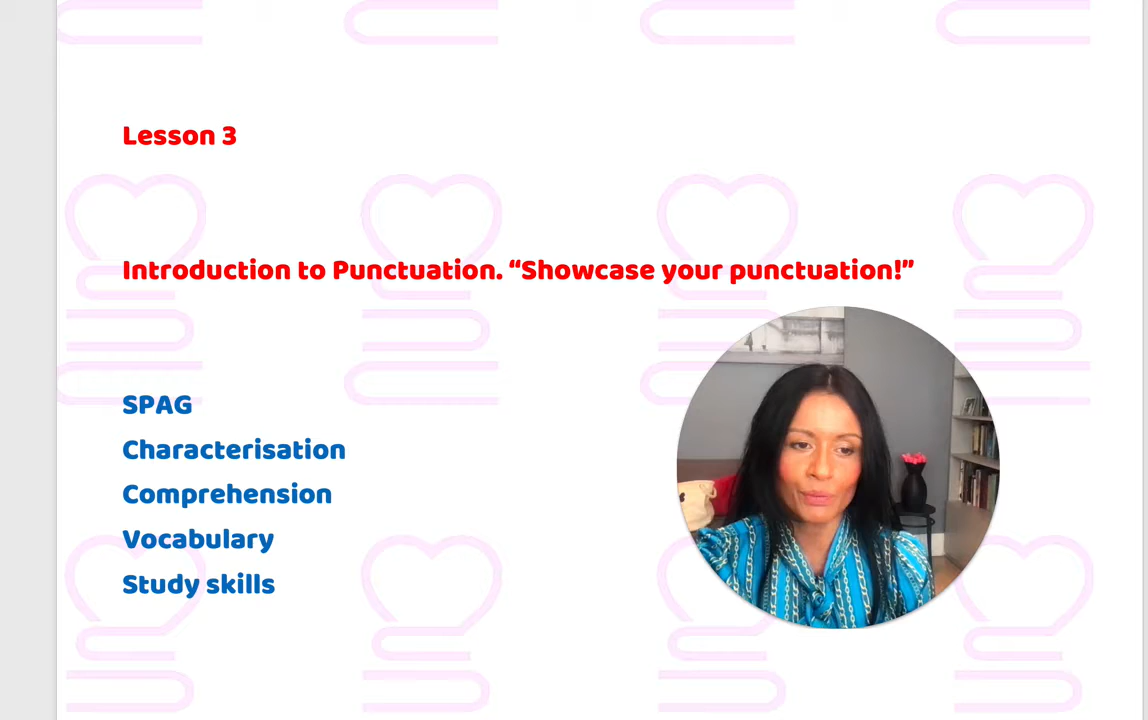 Lesson 3
Introduction to Punctuation. “Showcase your punctuation!”
SPAG
Characterisation
Comprehension
Vocabulary
Study skills